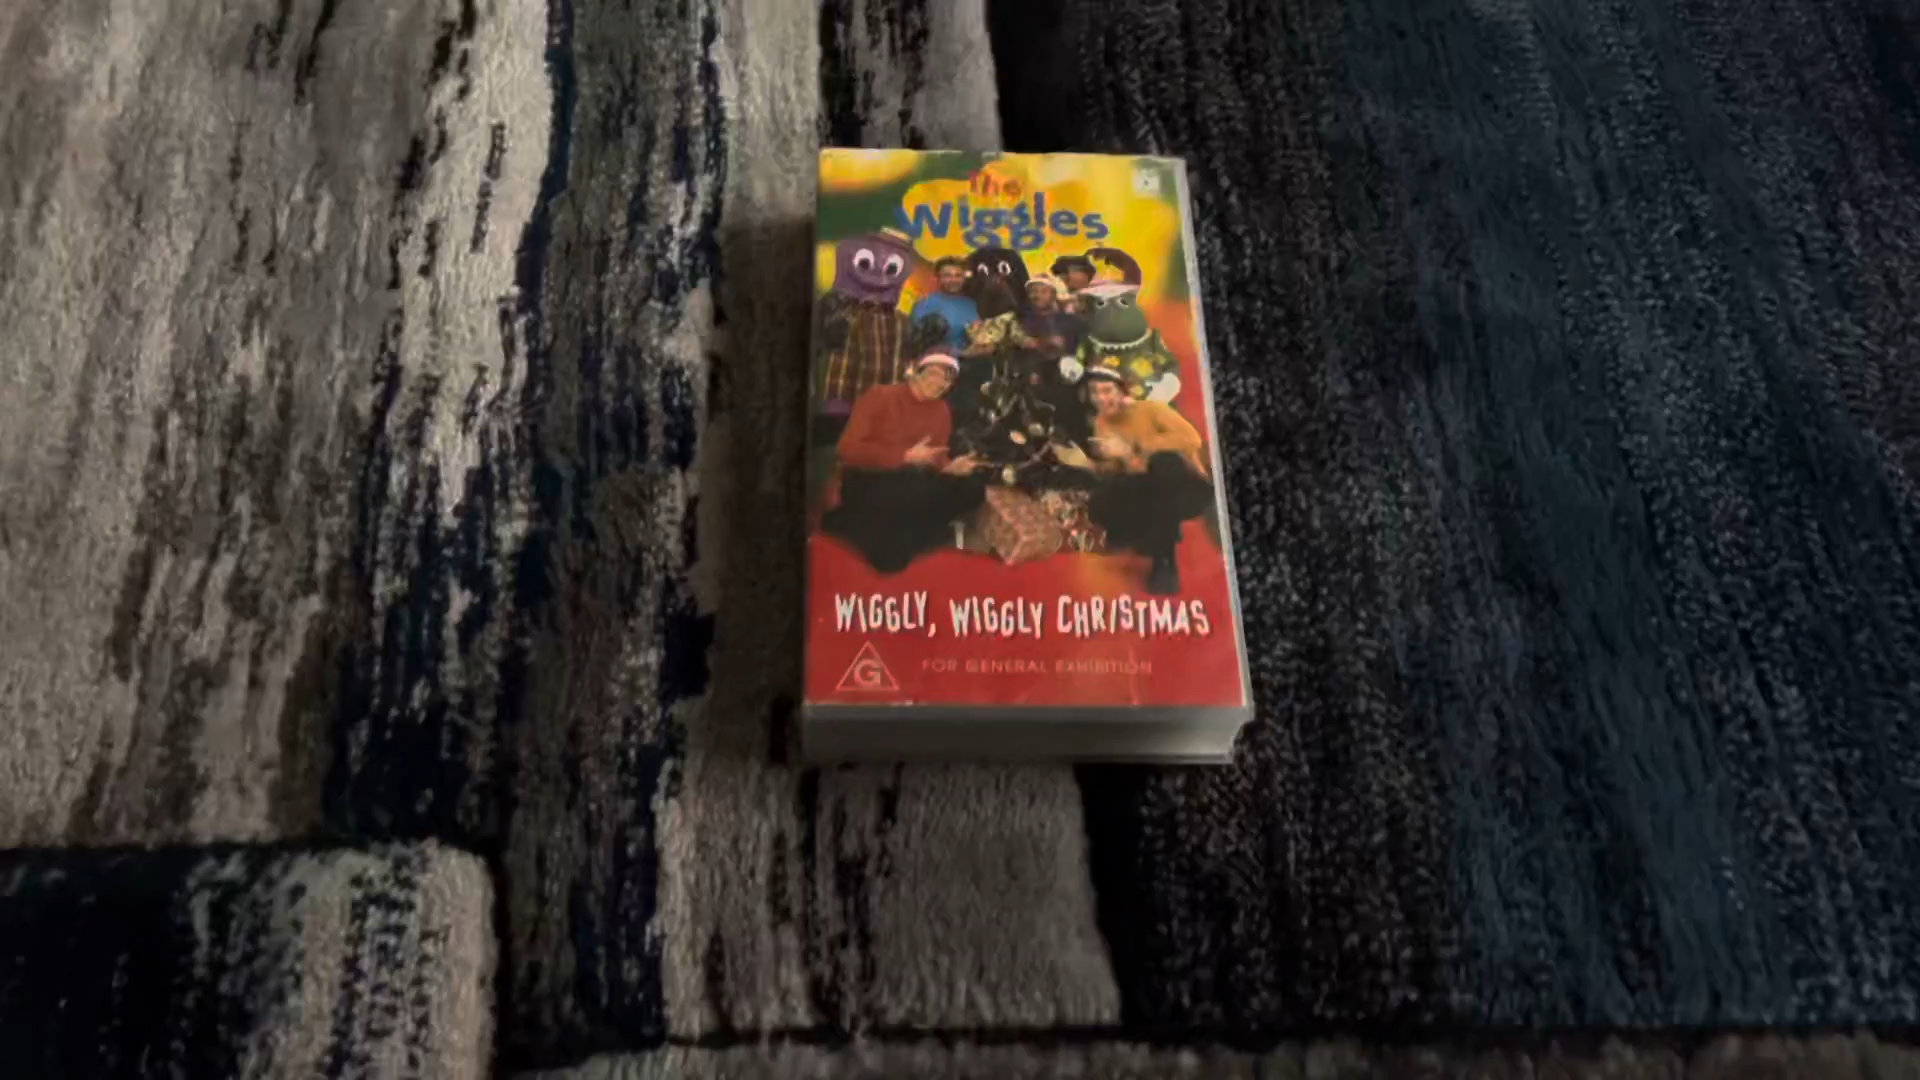 The
Wiggles
WIGGLY, WIGGLY CHRISTMAS
G
FOR GENERAL EXHIBITION